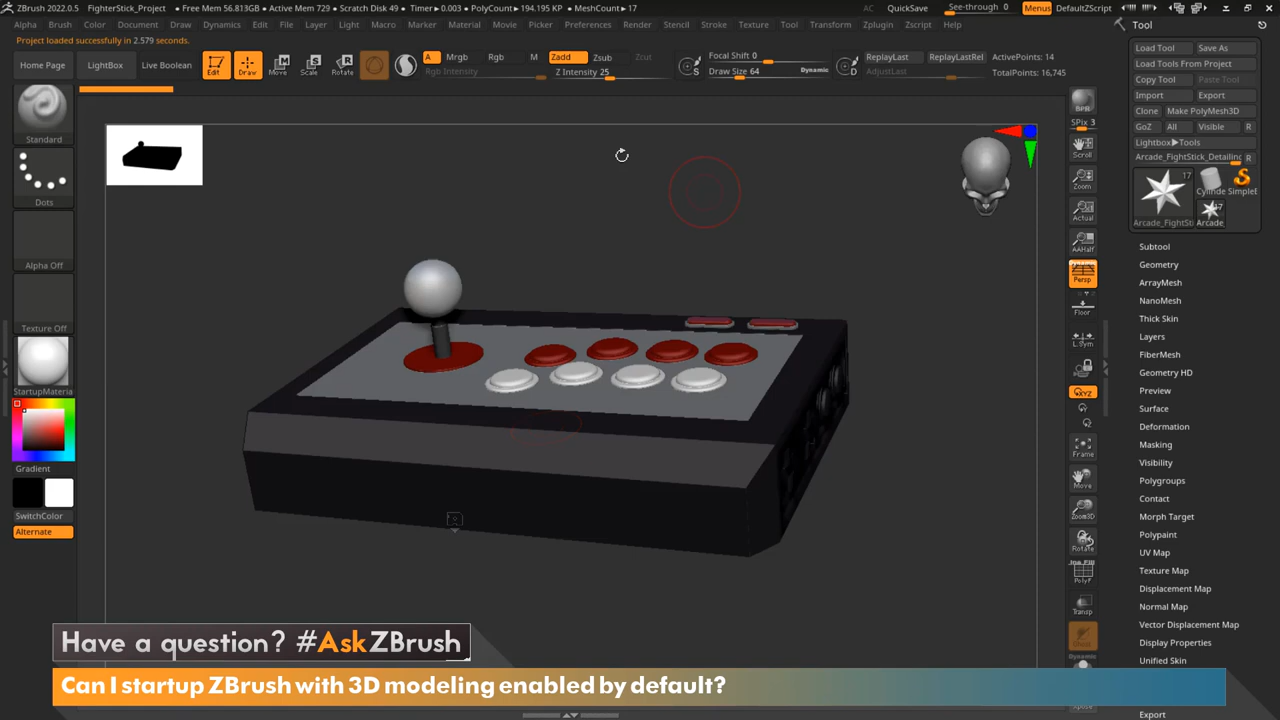 ZBrush 2022.0.5 FighterStick_Project • Free Mem 56.813GB • Active Mem 729 • Scratch Disk 49 • Timer▸0.003 • PolyCount▸194.195 KP • MeshCount▸17 AC QuickSave See-through 0 Menus DefaultZScript
Alpha Brush Color Document Draw Dynamics Edit File Layer Light Macro Marker Material Movie Picker Preferences Render Stencil Stroke Texture Tool Transform Zplugin Zscript Help
Project loaded successfully in 2.579 seconds.
Home Page LightBox Live Boolean Edit Draw Move Scale Rotate A Mrgb Rgb M Zadd Zsub Zcut Focal Shift 0 ReplayLast ReplayLastRel ActivePoints: 14
Rgb Intensity Z Intensity 25 S Draw Size 64 Dynamic D AdjustLast TotalPoints: 16,745
Standard
Dots
Alpha Off
Texture Off
StartupMateria
Gradient
SwitchColor
Alternate
BPR
SPix 3
Scroll
Zoom
Actual
AAHalf
Persp
Floor
L.Sym
XYZ
Frame
Move
Zoom3D
Rotate
PolyF
Transp
Dynamic
Tool
Load Tool Save As
Load Tools From Project
Copy Tool Paste Tool
Import Export
Clone Make PolyMesh3D
GoZ All Visible R
Lightbox▸Tools
Arcade_FightStick_Detailing R
17 Cylinde SimpleE
17
Arcade_FightSti Arcade
Subtool
Geometry
ArrayMesh
NanoMesh
Thick Skin
Layers
FiberMesh
Geometry HD
Preview
Surface
Deformation
Masking
Visibility
Polygroups
Contact
Morph Target
Polypaint
UV Map
Texture Map
Displacement Map
Normal Map
Vector Displacement Map
Display Properties
Unified Skin
Export
Have a question? #AskZBrush
Can I startup ZBrush with 3D modeling enabled by default?